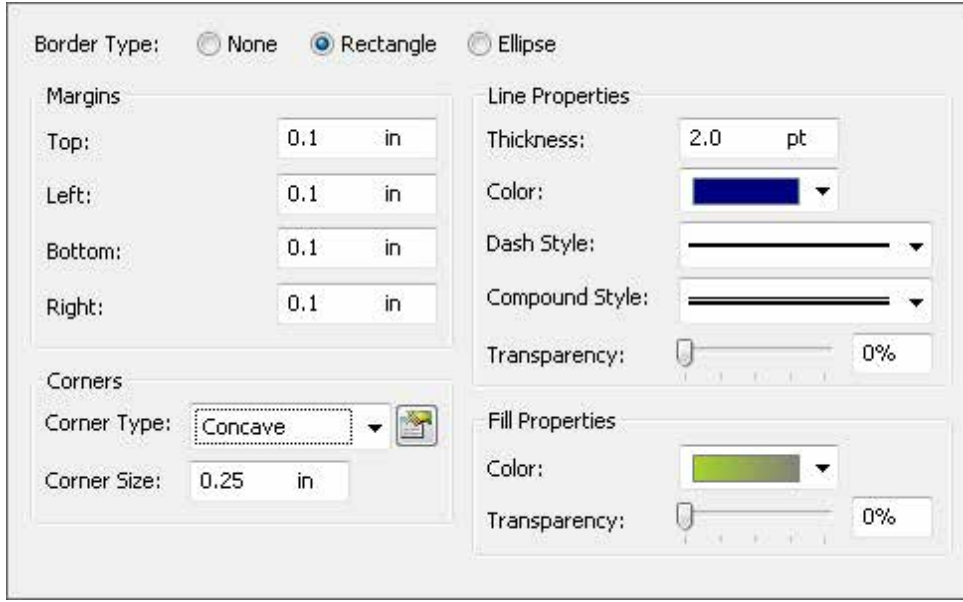 Border Type: None Rectangle Ellipse
Margins
Top: 0.1 in
Left: 0.1 in
Bottom: 0.1 in
Right: 0.1 in
Corners
Corner Type: Concave
Corner Size: 0.25 in
Line Properties
Thickness: 2.0 pt
Color:
Dash Style:
Compound Style:
Transparency: 0%
Fill Properties
Color:
Transparency: 0%